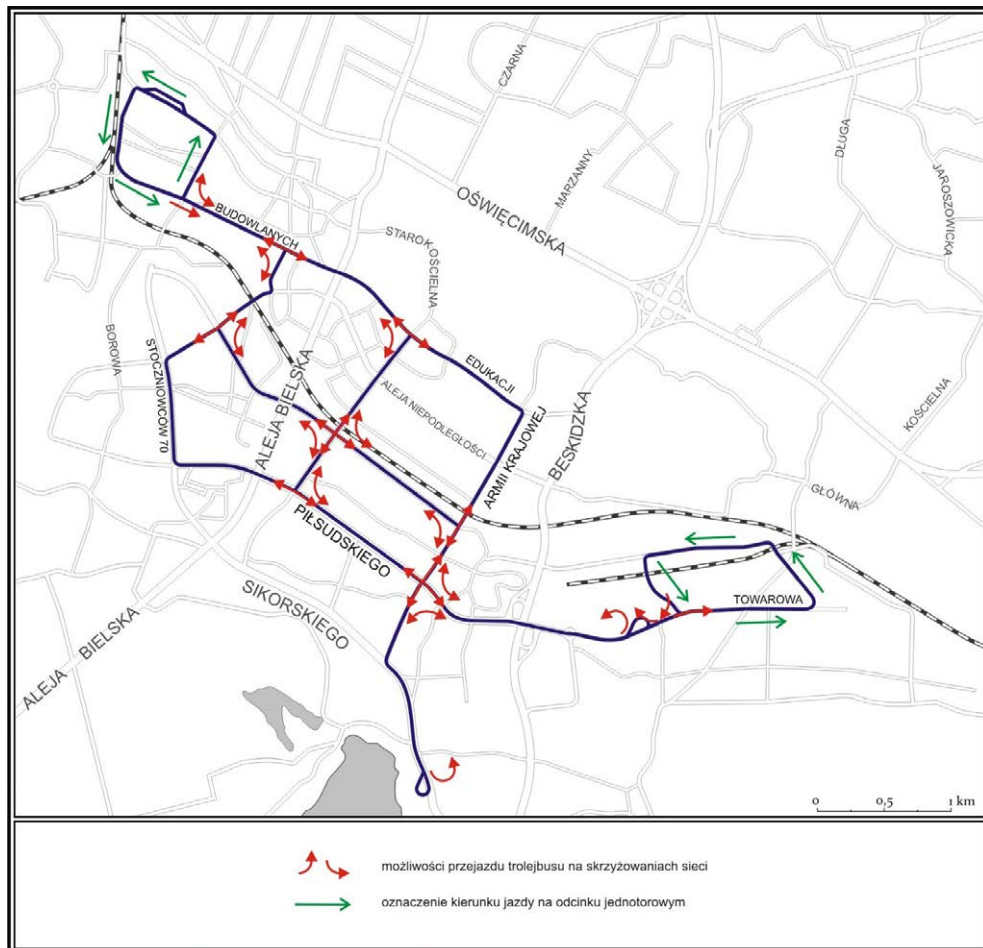 CZARNA
DŁUGA
MARZANNY
JAROSZOWICKA
OŚWIĘCIMSKA
BUDOWLANYCH
STAROKOŚCIELNA
BOROWA
STOCZNIOWCÓW 70
ALEJA BIELSKA
EDUKACJI
ALEJA NIEPODLEGŁOŚCI
ARMII KRAJOWEJ
BESKIDZKA
KOŚCIELNA
GŁÓWNA
PIŁSUDSKIEGO
TOWAROWA
SIKORSKIEGO
ALEJA BIELSKA
0 0,5 1 km
możliwości przejazdu trolejbusu na skrzyżowaniach sieci
oznaczenie kierunku jazdy na odcinku jednotorowym